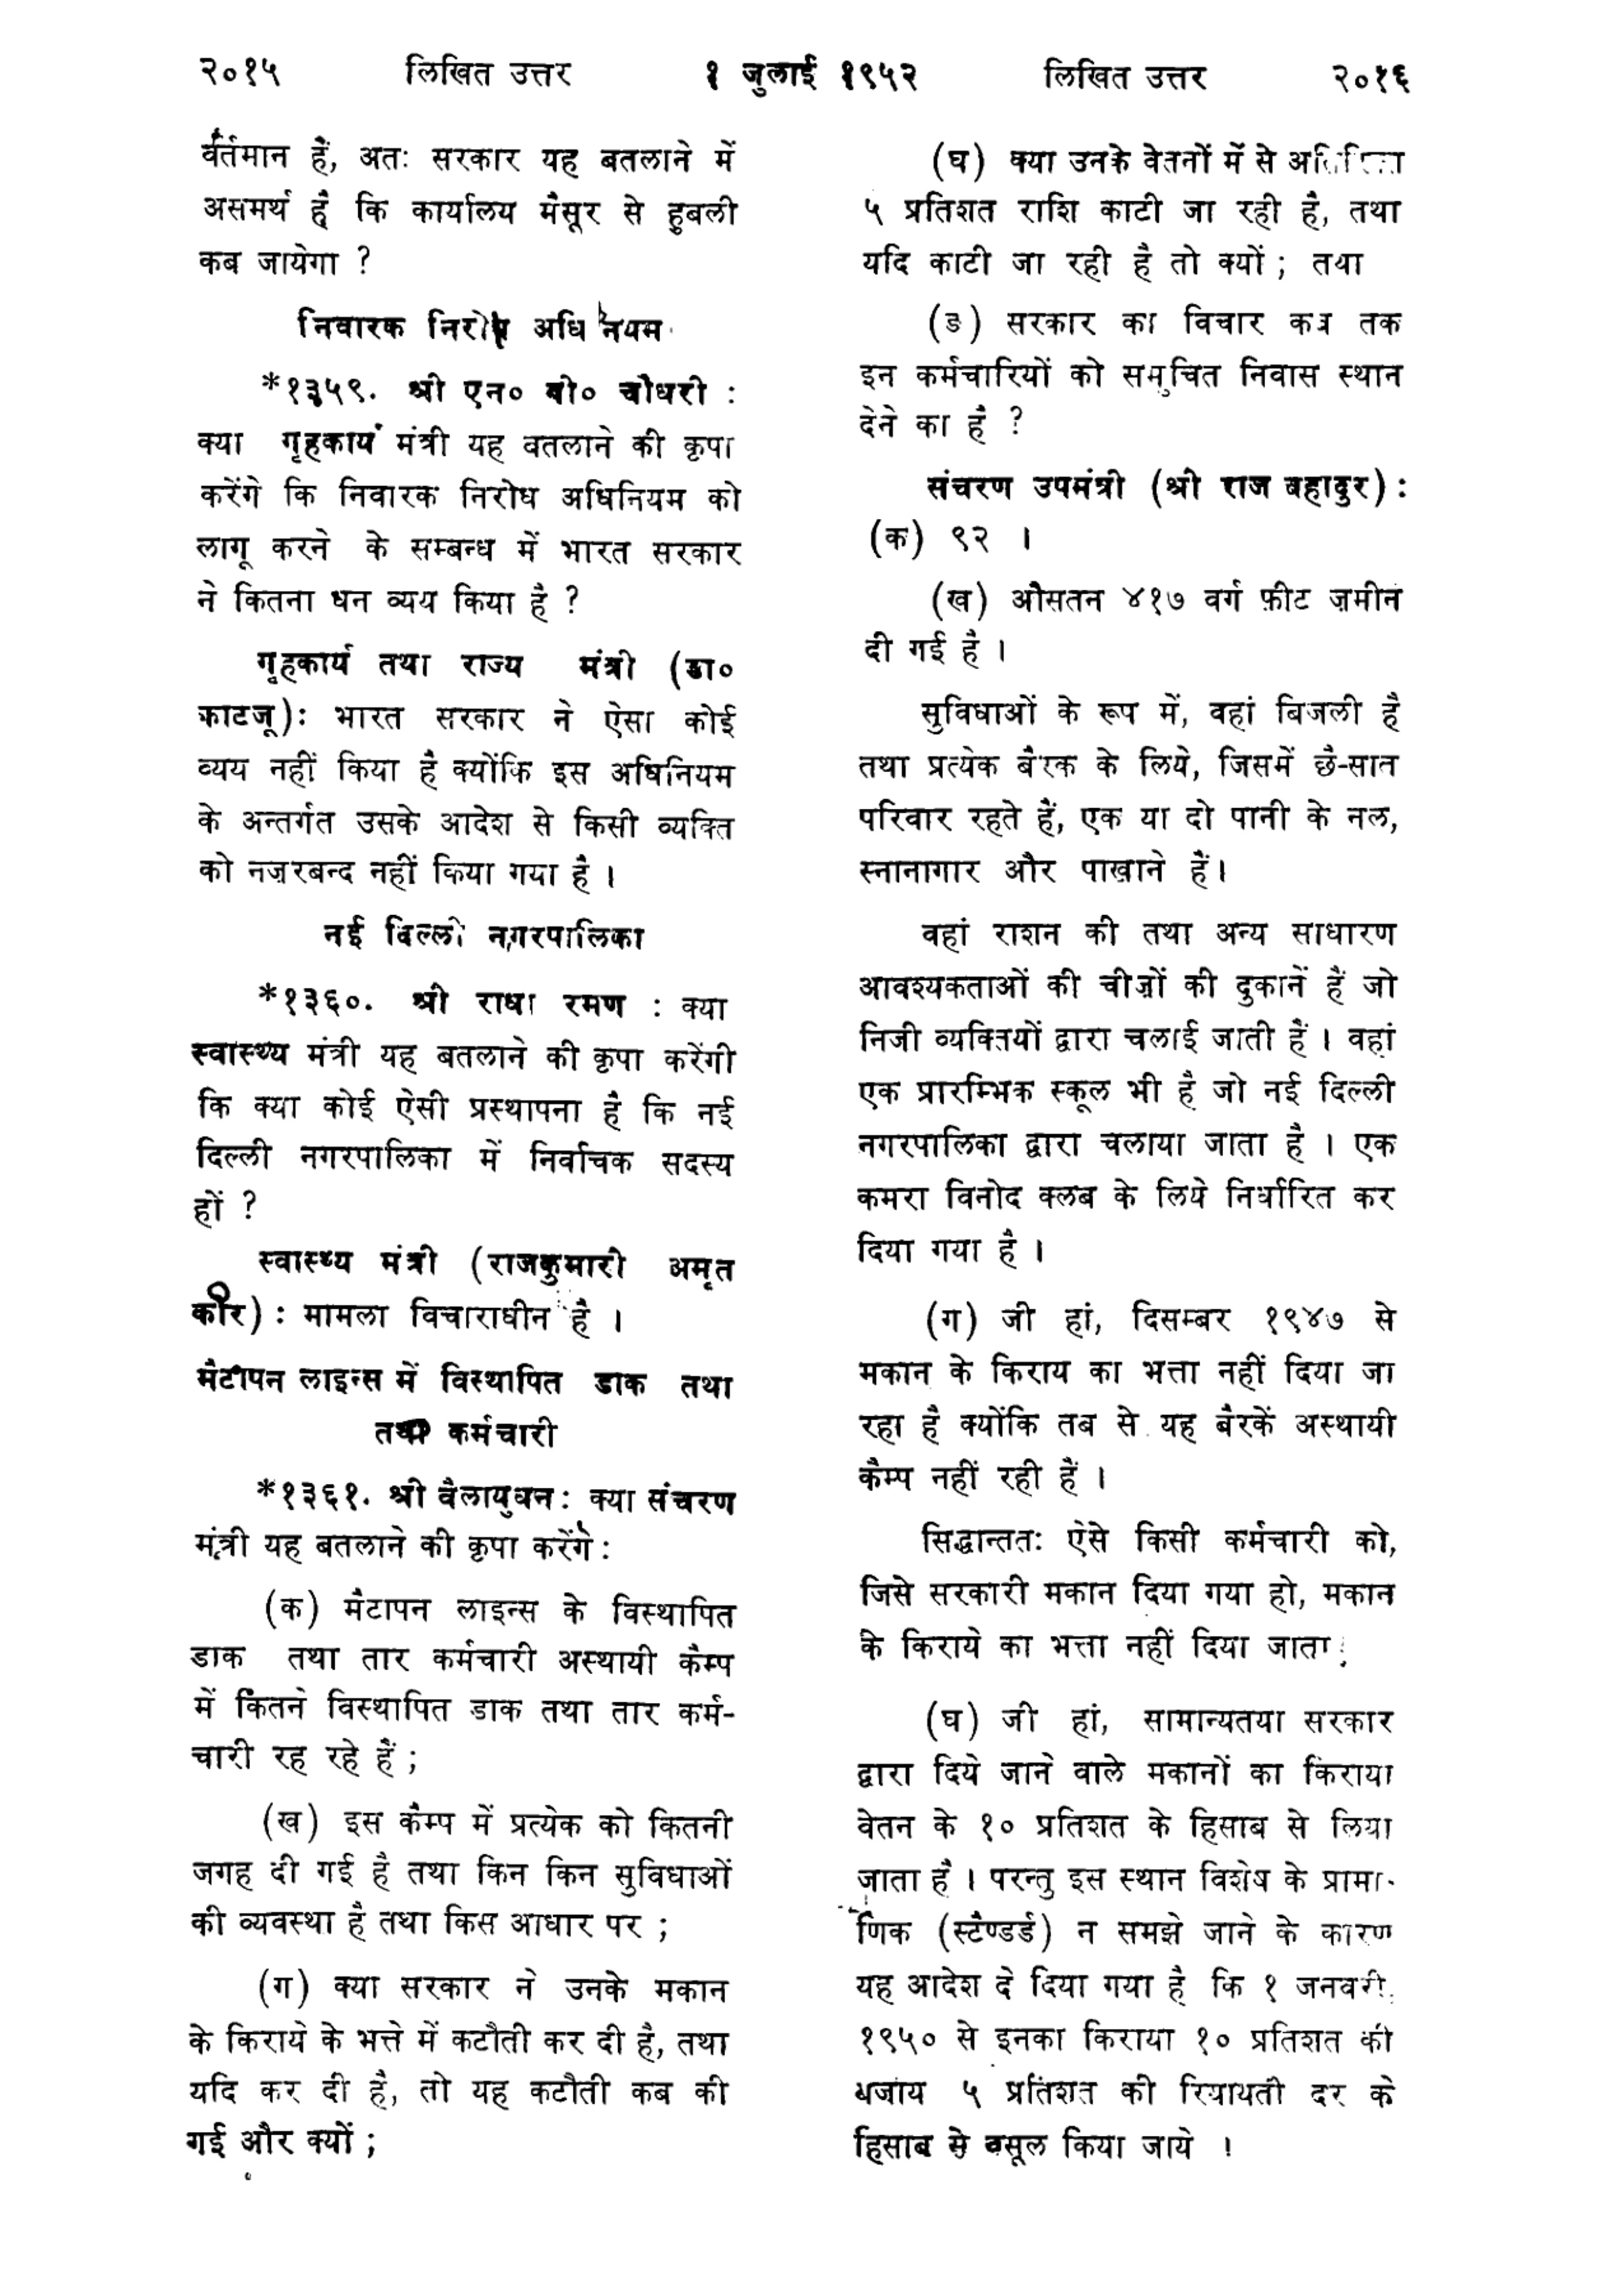 २०१५ लिखित उत्तर १ जुलाई १९५२ लिखित उत्तर २०१६
वर्तमान हैं, अतः सरकार यह बतलाने में
असमर्थ है कि कार्यालय मैसूर से हुबली
कब जायेगा ?
निवारक निरोध अधिनियम
*१३५९. श्री एन० बी० चौधरी :
क्या गृहकार्य मंत्री यह बतलाने की कृपा
करेंगे कि निवारक निरोध अधिनियम को
लागू करने के सम्बन्ध में भारत सरकार
ने कितना धन व्यय किया है ?
गृहकार्य तथा राज्य मंत्री (डा०
काटजू): भारत सरकार ने ऐसा कोई
व्यय नहीं किया है क्योंकि इस अधिनियम
के अन्तर्गत उसके आदेश से किसी व्यक्ति
को नज़रबन्द नहीं किया गया है ।
नई दिल्ली नगरपालिका
*१३६०. श्री राधा रमण : क्या
स्वास्थ्य मंत्री यह बतलाने की कृपा करेंगी
कि क्या कोई ऐसी प्रस्थापना है कि नई
दिल्ली नगरपालिका में निर्वाचक सदस्य
हों ?
स्वास्थ्य मंत्री (राजकुमारी अमृत
कौर) : मामला विचाराधीन है ।
मैटापन लाइन्स में विस्थापित डाक तथा
तथा कर्मचारी
*१३६१. श्री वैलायुधन: क्या संचरण
मंत्री यह बतलाने की कृपा करेंगे:
(क) मैटापन लाइन्स के विस्थापित
डाक तथा तार कर्मचारी अस्थायी कैम्प
में कितने विस्थापित डाक तथा तार कर्म-
चारी रह रहे हैं ;
(ख) इस कैम्प में प्रत्येक को कितनी
जगह दी गई है तथा किन किन सुविधाओं
की व्यवस्था है तथा किस आधार पर ;
(ग) क्या सरकार ने उनके मकान
के किराये के भत्ते में कटौती कर दी है, तथा
यदि कर दी है, तो यह कटौती कब की
गई और क्यों ;
(घ) क्या उनके वेतनों में से
५ प्रतिशत राशि काटी जा रही है, तथा
यदि काटी जा रही है तो क्यों ; तथा
(ङ) सरकार का विचार कब तक
इन कर्मचारियों को समुचित निवास स्थान
देने का है ?
संचरण उपमंत्री (श्री राज बहादुर) :
(क) ९२ ।
(ख) औसतन ४१७ वर्ग फ़ीट ज़मीन
दी गई है ।
सुविधाओं के रूप में, वहां बिजली है
तथा प्रत्येक बैरक के लिये, जिसमें छै-सात
परिवार रहते हैं, एक या दो पानी के नल,
स्नानागार और पाखाने हैं।
वहां राशन की तथा अन्य साधारण
आवश्यकताओं की चीज़ों की दुकानें हैं जो
निजी व्यक्तियों द्वारा चलाई जाती हैं । वहां
एक प्रारम्भिक स्कूल भी है जो नई दिल्ली
नगरपालिका द्वारा चलाया जाता है । एक
कमरा विनोद क्लब के लिये निर्धारित कर
दिया गया है ।
(ग) जी हां, दिसम्बर १९४७ से
मकान के किराय का भत्ता नहीं दिया जा
रहा है क्योंकि तब से यह बैरकें अस्थायी
कैम्प नहीं रही हैं ।
सिद्धान्ततः ऐसे किसी कर्मचारी को,
जिसे सरकारी मकान दिया गया हो, मकान
के किराये का भत्ता नहीं दिया जाता ;
(घ) जी हां, सामान्यतया सरकार
द्वारा दिये जाने वाले मकानों का किराया
वेतन के १० प्रतिशत के हिसाब से लिया
जाता है । परन्तु इस स्थान विशेष के प्रामा-
णिक (स्टैण्डर्ड) न समझे जाने के कारण
यह आदेश दे दिया गया है कि १ जनवरी,
१९५० से इनका किराया १० प्रतिशत की
बजाय ५ प्रतिशत की रियायती दर के
हिसाब से वसूल किया जाये ।